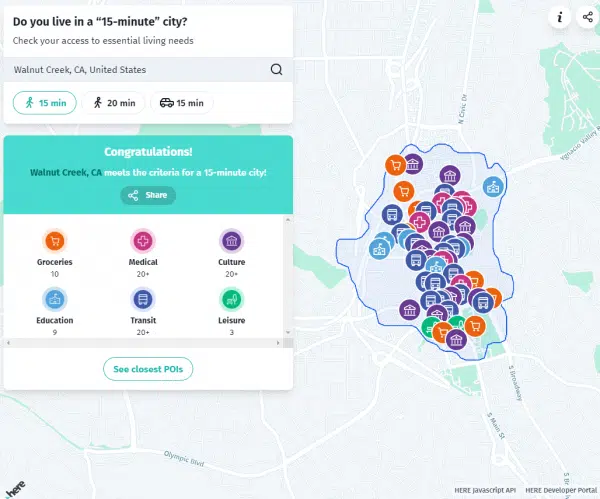 Do you live in a “15-minute” city?
Check your access to essential living needs
Walnut Creek, CA, United States
15 min
20 min
15 min
Congratulations!
Walnut Creek, CA meets the criteria for a 15-minute city!
Share
Groceries
10
Medical
20+
Culture
20+
Education
9
Transit
20+
Leisure
3
See closest POIs
N Civic Dr
Ygnacio Valley R
S Broadway
S Main St
S Br
Olympic Blvd
here
HERE Javascript API
HERE Developer Portal